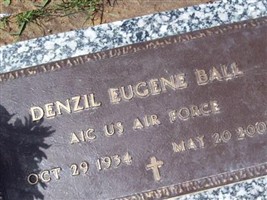 DENZIL EUGENE BALL
A1C US AIR FORCE
OCT 29 1934
MAY 20